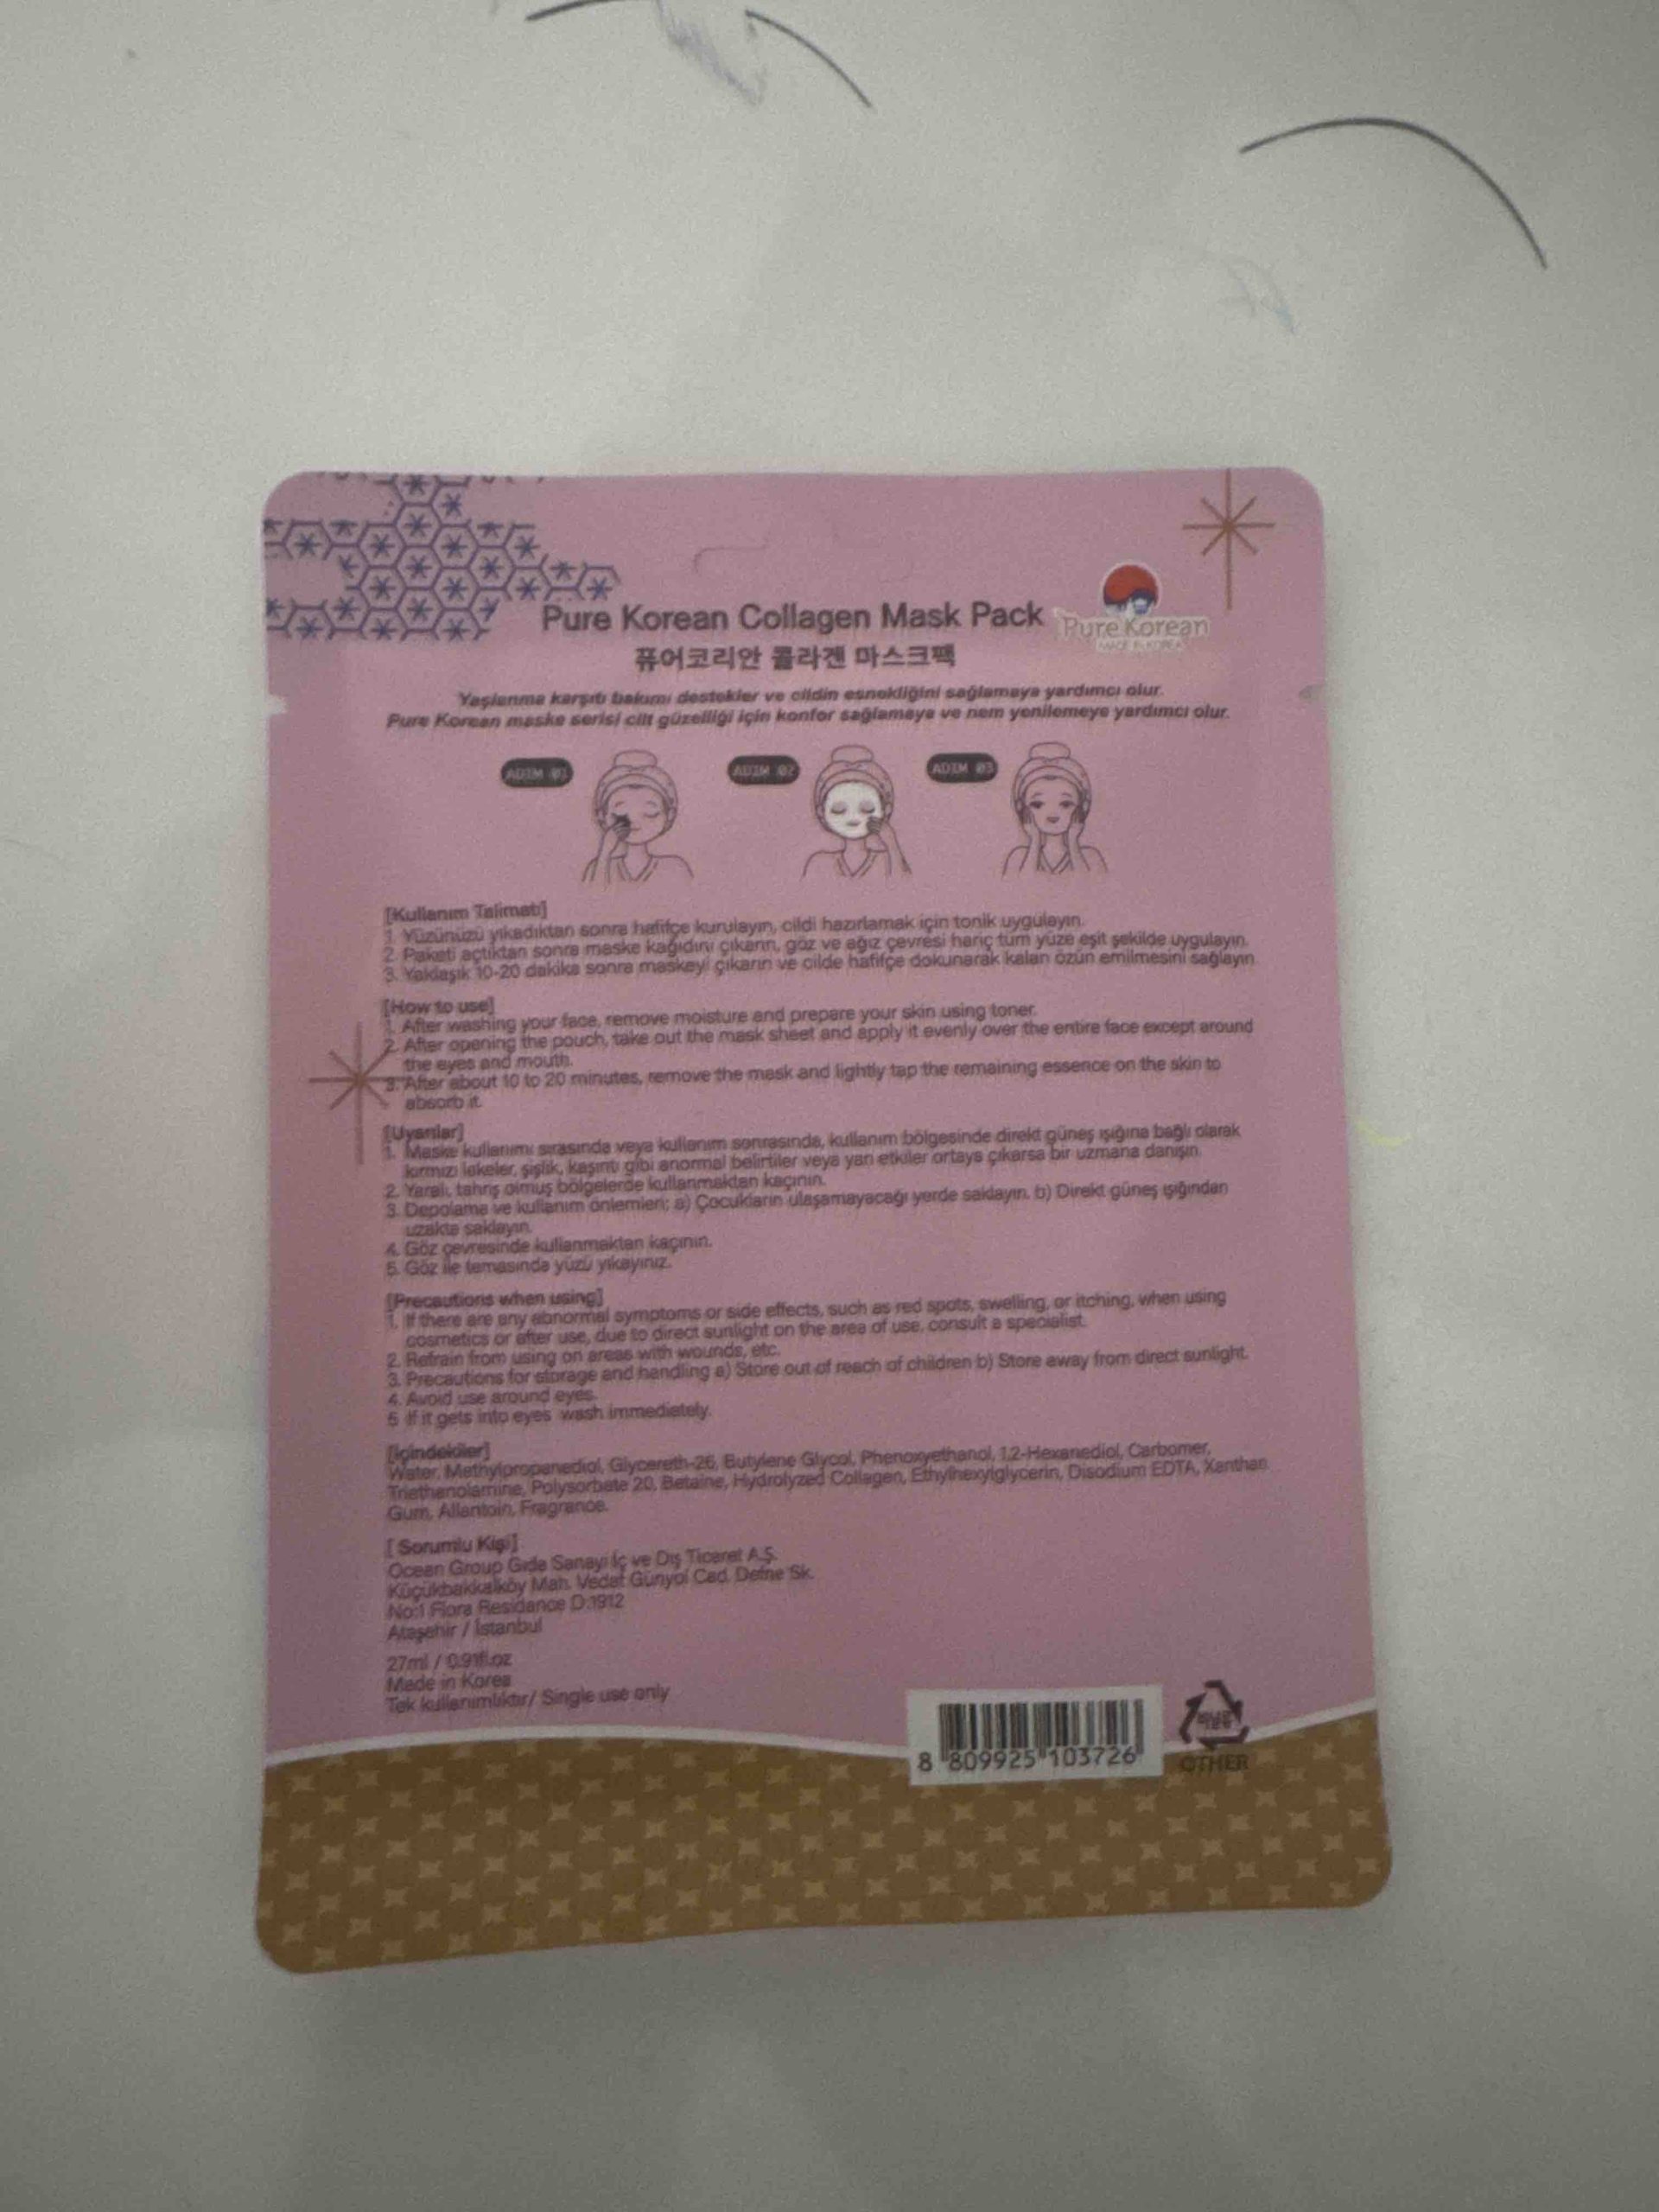 Pure Korean Collagen Mask Pack
Pure Korean
MADE IN KOREA
퓨어코리안 콜라겐 마스크팩
Yaşlanma karşıtı bakımı destekler ve cildin esnekliğini sağlamaya yardımcı olur.
Pure Korean maske serisi cilt güzelliği için konfor sağlamaya ve nem yenilemeye yardımcı olur.
ADIM 01
ADIM 02
ADIM 03
[Kullanım Talimatı]
1. Yüzünüzü yıkadıktan sonra hafifçe kurulayın, cildi hazırlamak için tonik uygulayın.
2. Paketi açtıktan sonra maske kağıdını çıkarın, göz ve ağız çevresi hariç tüm yüze eşit şekilde uygulayın.
3. Yaklaşık 10-20 dakika sonra maskeyi çıkarın ve cilde hafifçe dokunarak kalan özün emilmesini sağlayın.
[How to use]
1. After washing your face, remove moisture and prepare your skin using toner.
2. After opening the pouch, take out the mask sheet and apply it evenly over the entire face except around
the eyes and mouth.
3. After about 10 to 20 minutes, remove the mask and lightly tap the remaining essence on the skin to
absorb it.
[Uyarılar]
1. Maske kullanımı sırasında veya kullanım sonrasında, kullanım bölgesinde direkt güneş ışığına bağlı olarak
kırmızı lekeler, şişlik, kaşıntı gibi anormal belirtiler veya yan etkiler ortaya çıkarsa bir uzmana danışın.
2. Yaralı, tahriş olmuş bölgelerde kullanmaktan kaçının.
3. Depolama ve kullanım önlemleri; a) Çocukların ulaşamayacağı yerde saklayın. b) Direkt güneş ışığından
uzakta saklayın.
4. Göz çevresinde kullanmaktan kaçının.
5. Göz ile temasında yüzü yıkayınız.
[Precautions when using]
1. If there are any abnormal symptoms or side effects, such as red spots, swelling, or itching, when using
cosmetics or after use, due to direct sunlight on the area of use, consult a specialist.
2. Refrain from using on areas with wounds, etc.
3. Precautions for storage and handling a) Store out of reach of children b) Store away from direct sunlight.
4. Avoid use around eyes.
5 If it gets into eyes wash immediately.
[İçindekiler]
Water, Methylpropanediol, Glycereth-26, Butylene Glycol, Phenoxyethanol, 1,2-Hexanediol, Carbomer,
Triethanolamine, Polysorbate 20, Betaine, Hydrolyzed Collagen, Ethylhexylglycerin, Disodium EDTA, Xanthan
Gum, Allantoin, Fragrance.
[ Sorumlu Kişi]
Ocean Group Gıda Sanayi İç ve Dış Ticaret A.Ş.
Küçükbakkalköy Mah. Vedat Günyol Cad. Defne Sk.
No:1 Flora Residance D:1912
Ataşehir / İstanbul
27ml / 0.91fl.oz
Made in Korea
Tek kullanımlıktır/ Single use only
8 809925 103726
OTHER